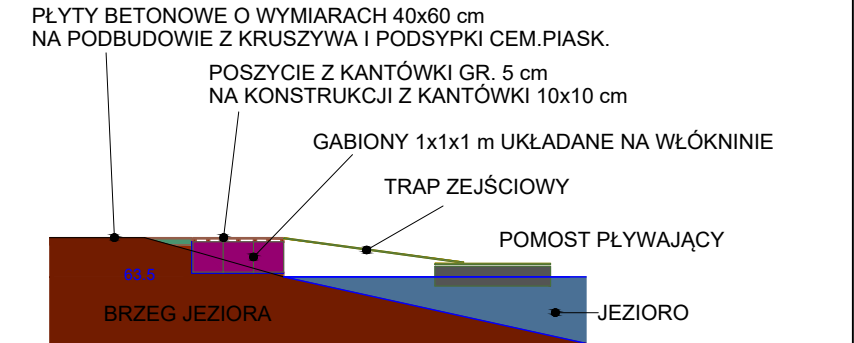 PŁYTY BETONOWE O WYMIARACH 40x60 cm
NA PODBUDOWIE Z KRUSZYWA I PODSYPKI CEM.PIASK.
POSZYCIE Z KANTÓWKI GR. 5 cm
NA KONSTRUKCJI Z KANTÓWKI 10x10 cm
GABIONY 1x1x1 m UKŁADANE NA WŁÓKNINIE
TRAP ZEJŚCIOWY
POMOST PŁYWAJĄCY
63.5
BRZEG JEZIORA
JEZIORO